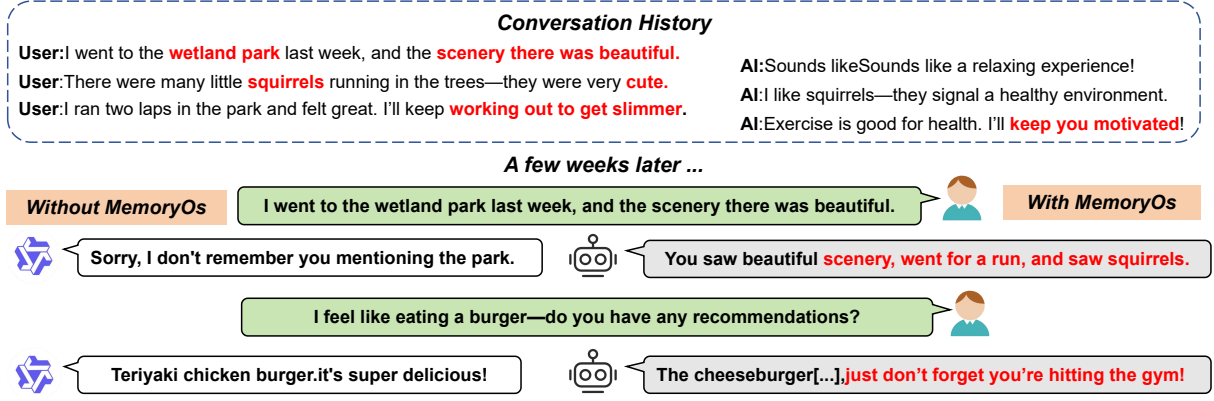 Conversation History
User:I went to the wetland park last week, and the scenery there was beautiful.
User:There were many little squirrels running in the trees—they were very cute.
User:I ran two laps in the park and felt great. I'll keep working out to get slimmer.
AI:Sounds likeSounds like a relaxing experience!
AI:I like squirrels—they signal a healthy environment.
AI:Exercise is good for health. I'll keep you motivated!
A few weeks later ...
Without MemoryOs
I went to the wetland park last week, and the scenery there was beautiful.
With MemoryOs
Sorry, I don't remember you mentioning the park.
You saw beautiful scenery, went for a run, and saw squirrels.
I feel like eating a burger—do you have any recommendations?
Teriyaki chicken burger.it's super delicious!
The cheeseburger[...],just don't forget you're hitting the gym!